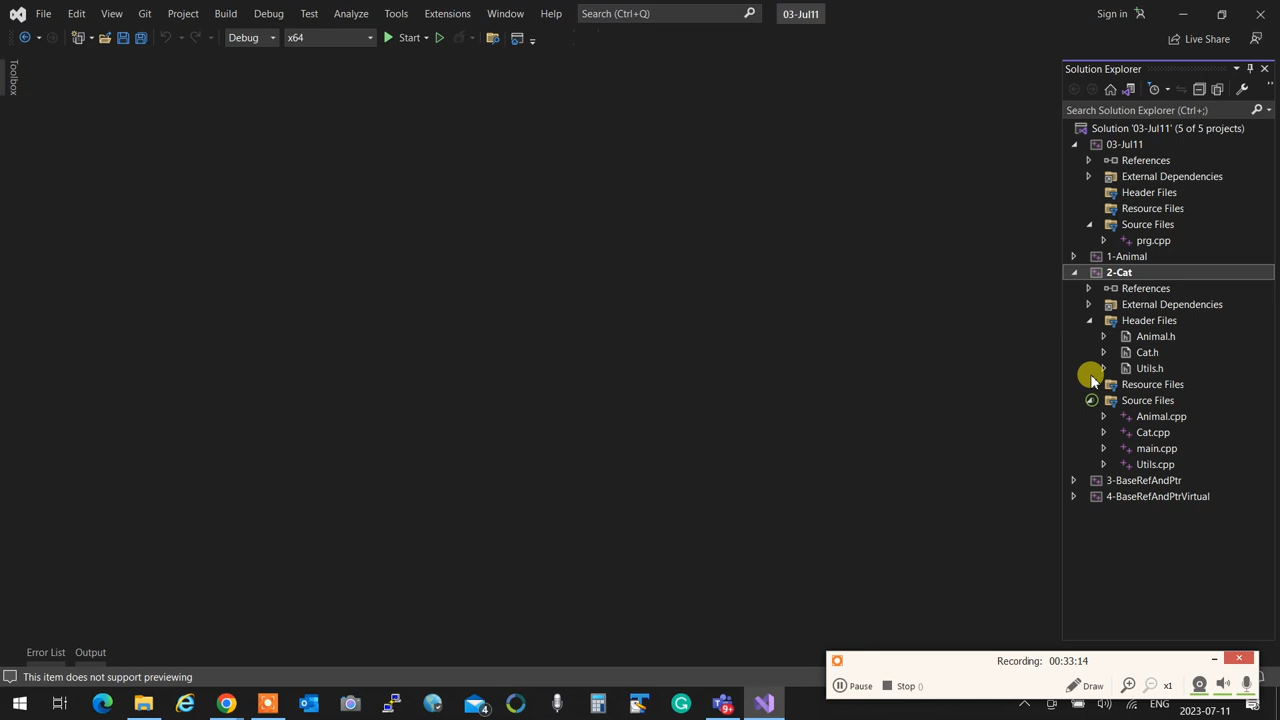 File Edit View Git Project Build Debug Test Analyze Tools Extensions Window Help Search (Ctrl+Q) 03-Jul11 Sign in
Debug x64 Start Live Share
Toolbox
Solution Explorer
Search Solution Explorer (Ctrl+;)
Solution '03-Jul11' (5 of 5 projects)
03-Jul11
References
External Dependencies
Header Files
Resource Files
Source Files
prg.cpp
1-Animal
2-Cat
References
External Dependencies
Header Files
Animal.h
Cat.h
Utils.h
Resource Files
Source Files
Animal.cpp
Cat.cpp
main.cpp
Utils.cpp
3-BaseRefAndPtr
4-BaseRefAndPtrVirtual
Error List Output
This item does not support previewing
Recording: 00:33:14
Pause Stop () Draw x1
4 9+ ENG 2023-07-11